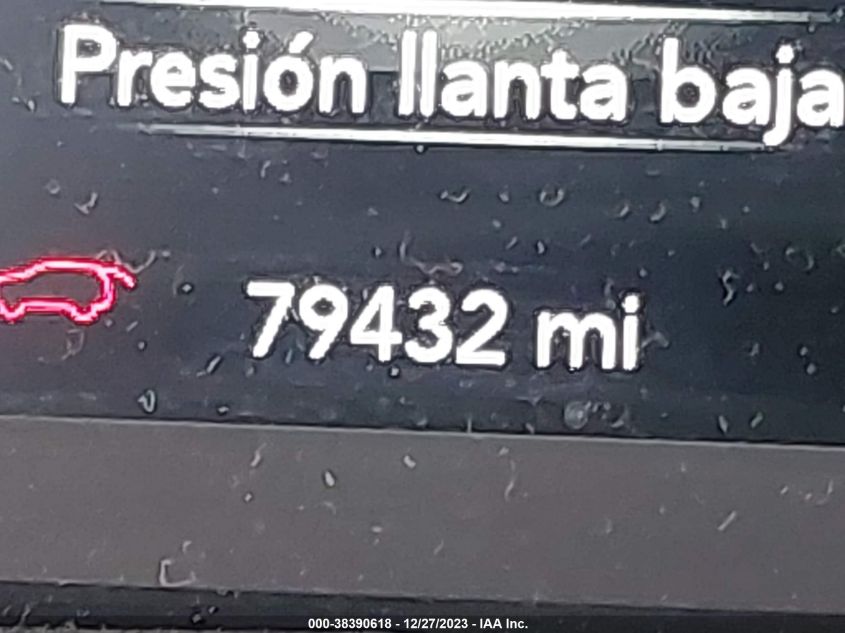 Presión llanta baja
79432 mi
000-38390618 - 12/27/2023 - IAA Inc.